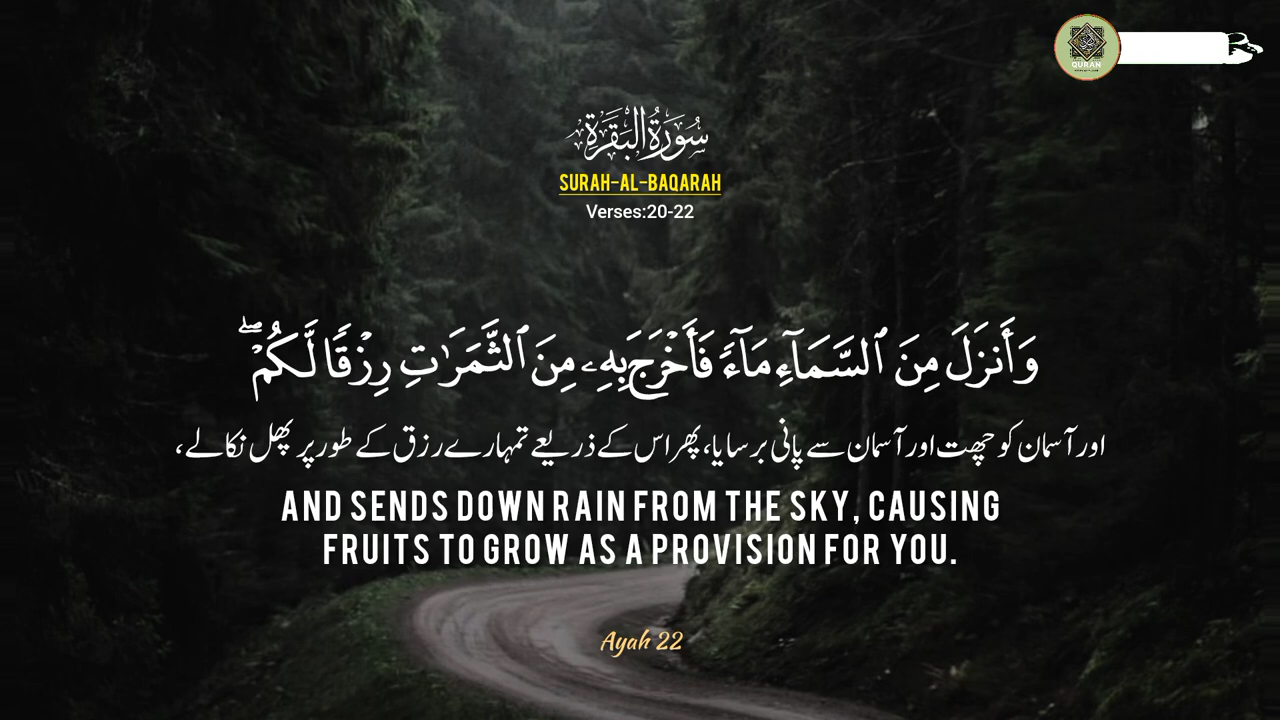 QURAN
سُورَةُ البَقَرَةِ
SURAH-AL-BAQARAH
Verses:20-22
وَأَنزَلَ مِنَ ٱلسَّمَآءِ مَآءً فَأَخْرَجَ بِهِۦ مِنَ ٱلثَّمَرَٰتِ رِزْقًا لَّكُمْ ۖ
اور آسمان کو چھت اور آسمان سے پانی برسایا، پھر اس کے ذریعے تمہارے رزق کے طور پر پھل نکالے،
AND SENDS DOWN RAIN FROM THE SKY, CAUSING
FRUITS TO GROW AS A PROVISION FOR YOU.
Ayah 22